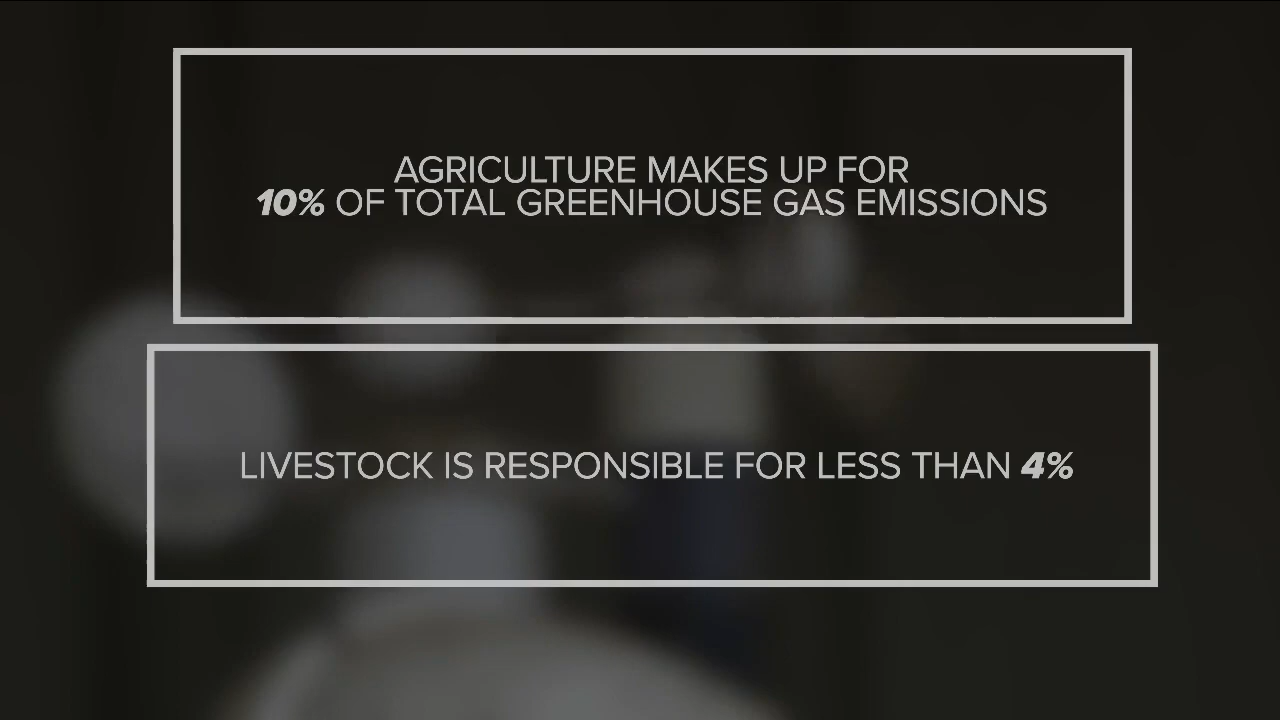 AGRICULTURE MAKES UP FOR
10% OF TOTAL GREENHOUSE GAS EMISSIONS
LIVESTOCK IS RESPONSIBLE FOR LESS THAN 4%